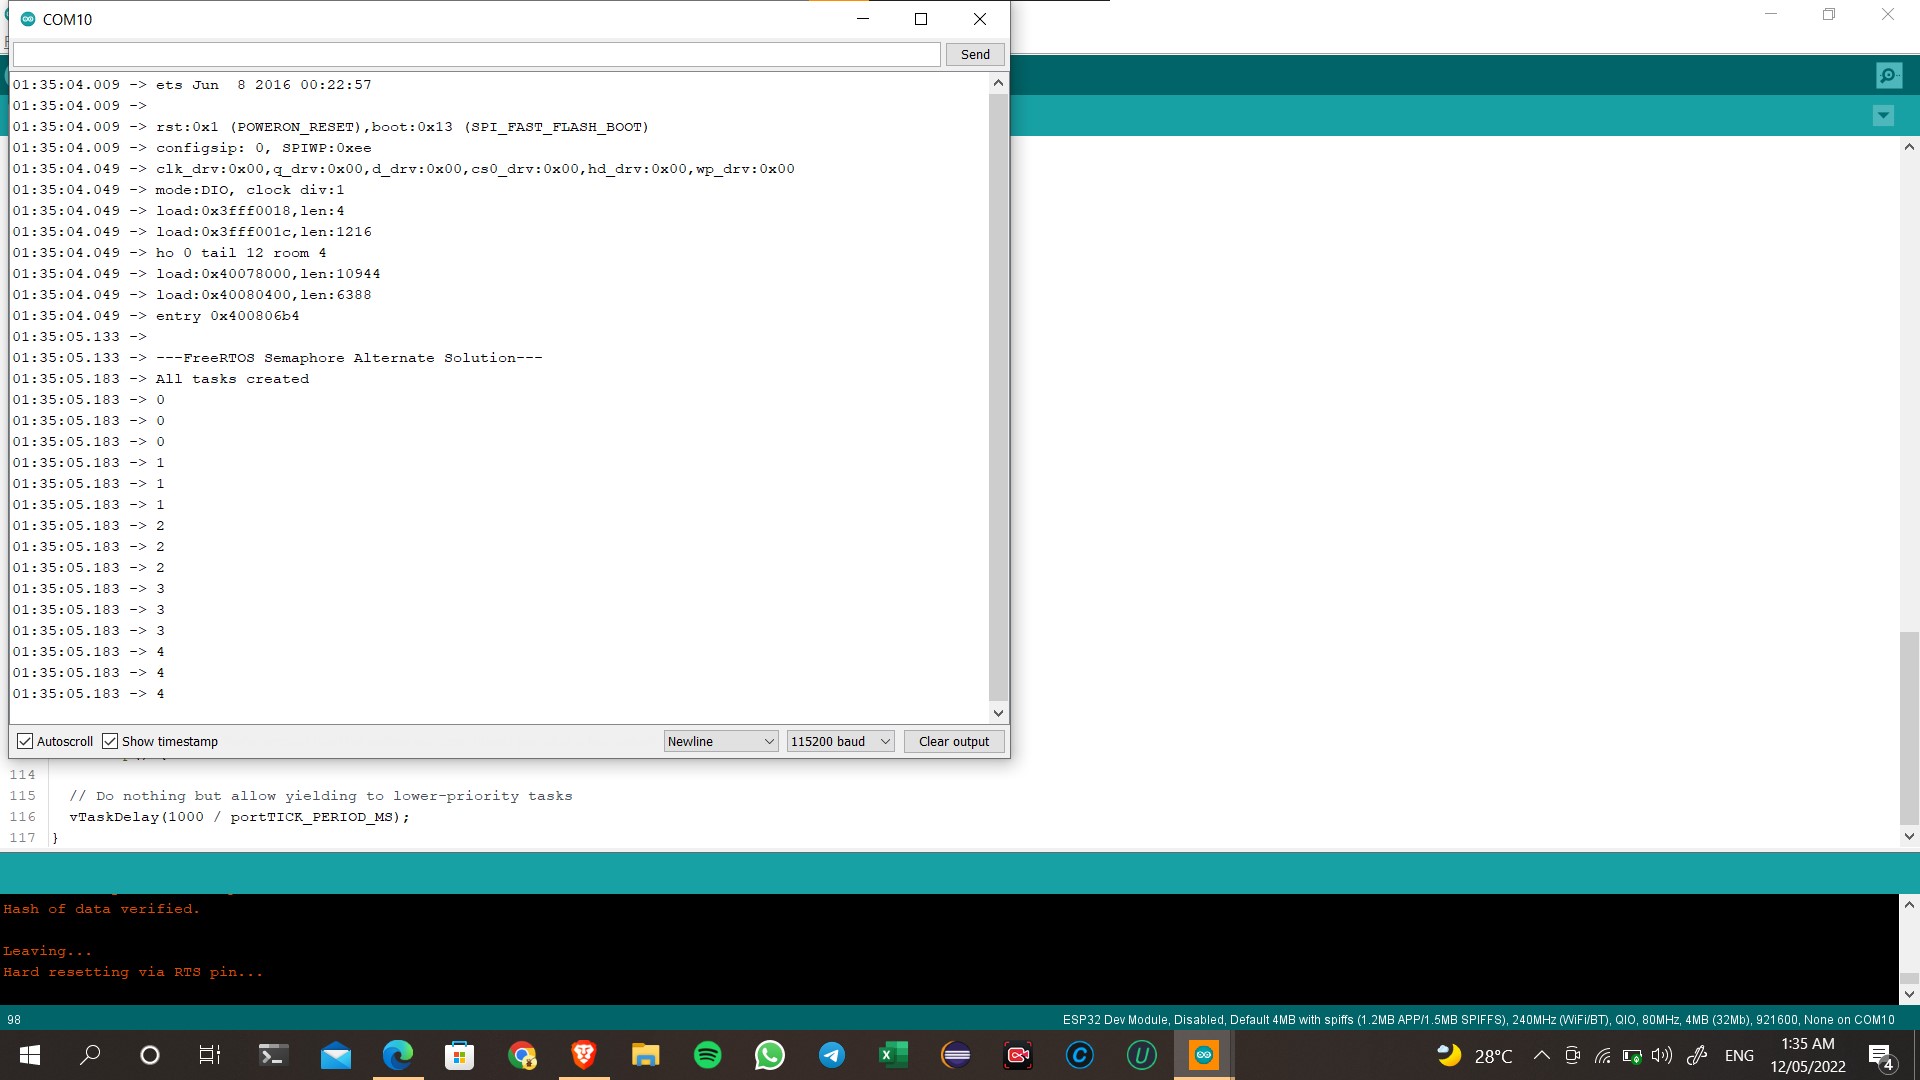 COM10
Send
01:35:04.009 -> ets Jun  8 2016 00:22:57
01:35:04.009 ->
01:35:04.009 -> rst:0x1 (POWERON_RESET),boot:0x13 (SPI_FAST_FLASH_BOOT)
01:35:04.009 -> configsip: 0, SPIWP:0xee
01:35:04.049 -> clk_drv:0x00,q_drv:0x00,d_drv:0x00,cs0_drv:0x00,hd_drv:0x00,wp_drv:0x00
01:35:04.049 -> mode:DIO, clock div:1
01:35:04.049 -> load:0x3fff0018,len:4
01:35:04.049 -> load:0x3fff001c,len:1216
01:35:04.049 -> ho 0 tail 12 room 4
01:35:04.049 -> load:0x40078000,len:10944
01:35:04.049 -> load:0x40080400,len:6388
01:35:04.049 -> entry 0x400806b4
01:35:05.133 ->
01:35:05.133 -> ---FreeRTOS Semaphore Alternate Solution---
01:35:05.183 -> All tasks created
01:35:05.183 -> 0
01:35:05.183 -> 0
01:35:05.183 -> 0
01:35:05.183 -> 1
01:35:05.183 -> 1
01:35:05.183 -> 1
01:35:05.183 -> 2
01:35:05.183 -> 2
01:35:05.183 -> 2
01:35:05.183 -> 3
01:35:05.183 -> 3
01:35:05.183 -> 3
01:35:05.183 -> 4
01:35:05.183 -> 4
01:35:05.183 -> 4
Autoscroll Show timestamp Newline 115200 baud Clear output
114
115 // Do nothing but allow yielding to lower-priority tasks
116 vTaskDelay(1000 / portTICK_PERIOD_MS);
117 }
Hash of data verified.
Leaving...
Hard resetting via RTS pin...
98 ESP32 Dev Module, Disabled, Default 4MB with spiffs (1.2MB APP/1.5MB SPIFFS), 240MHz (WiFi/BT), QIO, 80MHz, 4MB (32Mb), 921600, None on COM10
28°C ENG 1:35 AM
12/05/2022 4